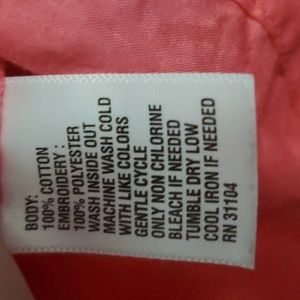 BODY:
100% COTTON
EMBROIDERY :
100% POLYESTER
WASH INSIDE OUT
MACHINE WASH COLD
WITH LIKE COLORS
GENTLE CYCLE
ONLY NON CHLORINE
BLEACH IF NEEDED
TUMBLE DRY LOW
COOL IRON IF NEEDED
RN 31104